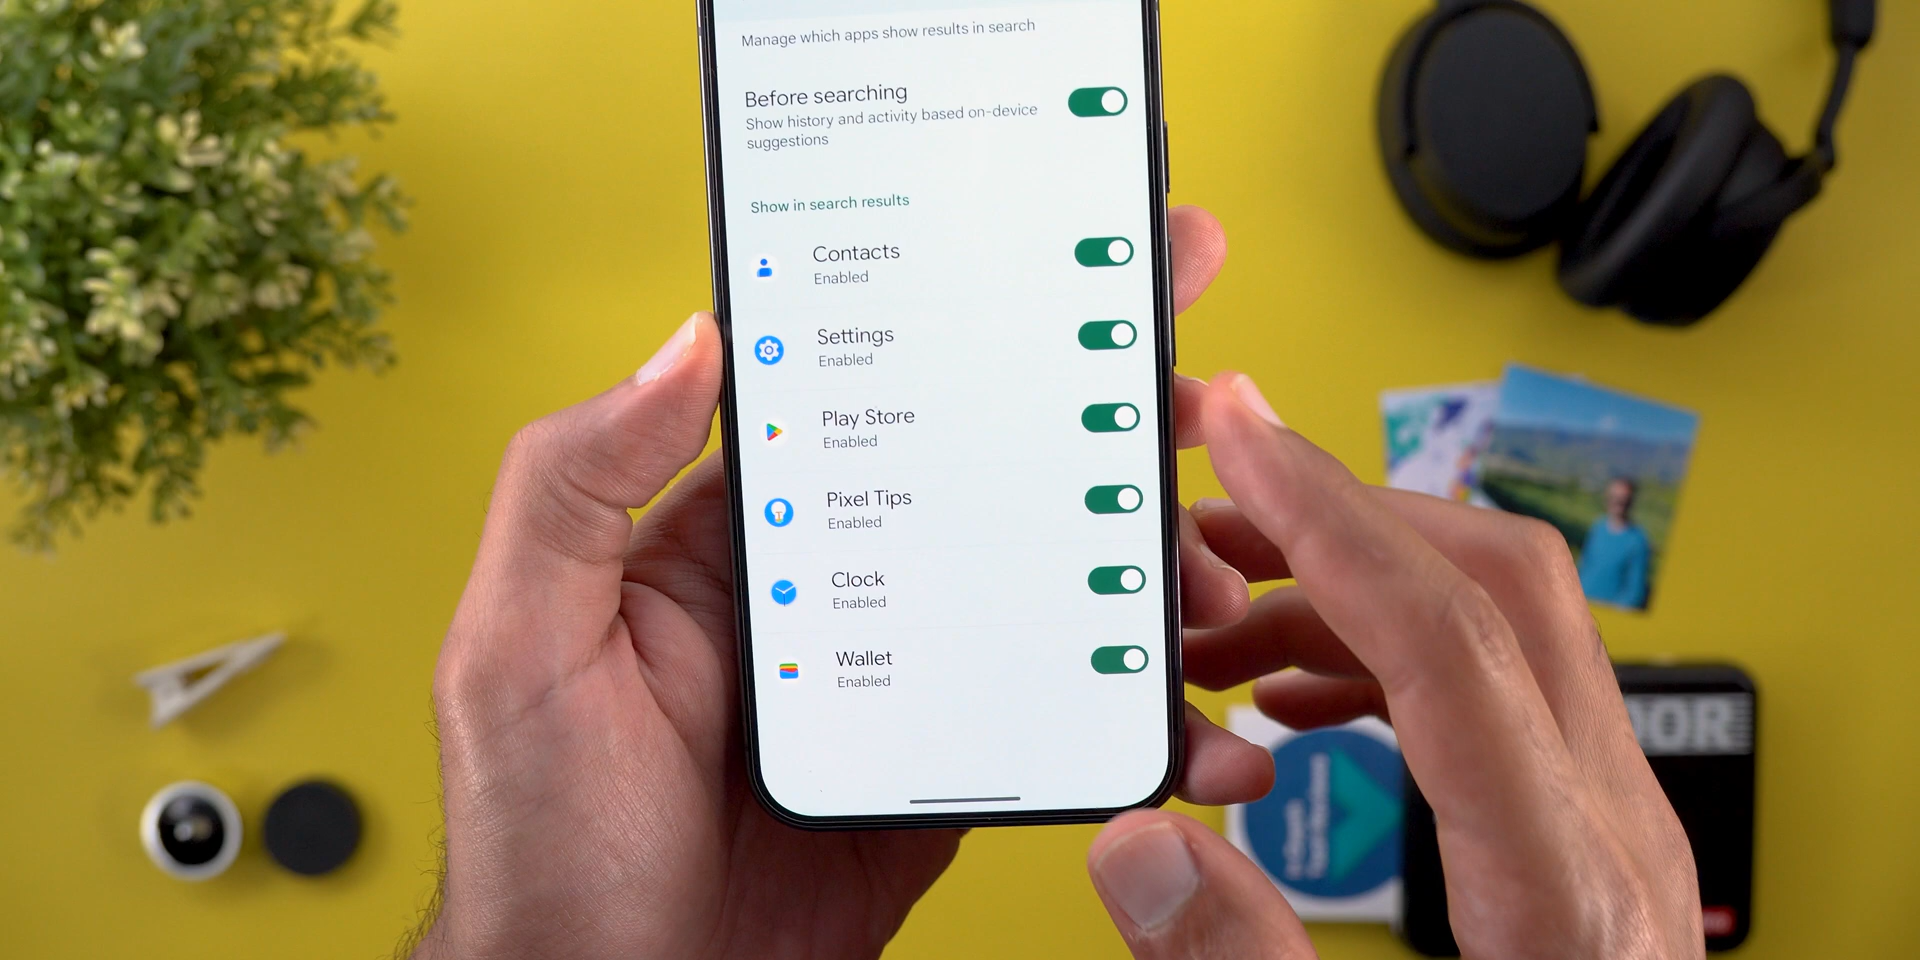 Manage which apps show results in search
Before searching
Show history and activity based on-device
suggestions
Show in search results
Contacts
Enabled
Settings
Enabled
Play Store
Enabled
Pixel Tips
Enabled
Clock
Enabled
Wallet
Enabled